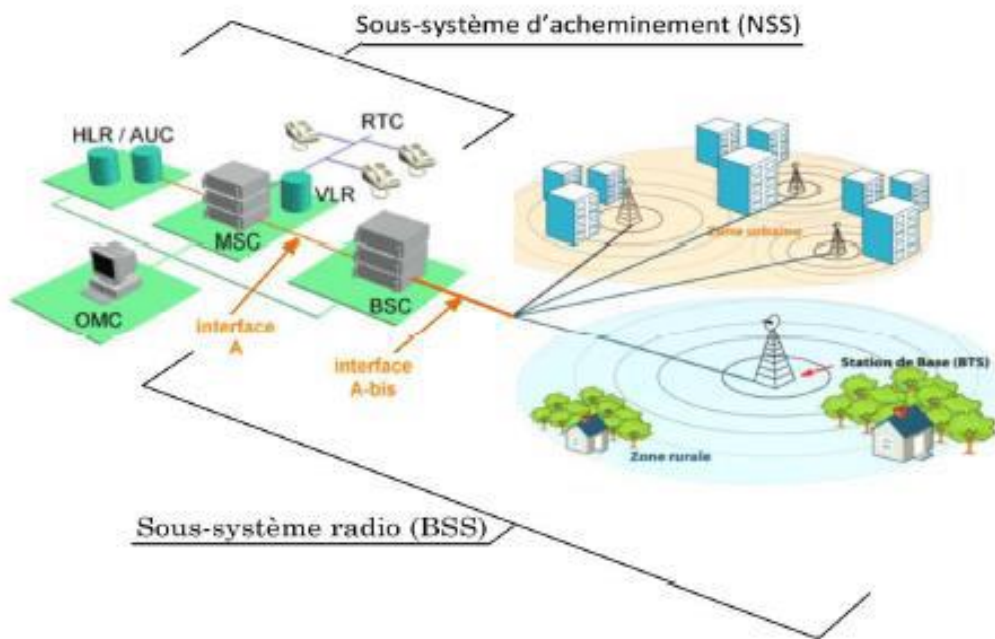 Sous-système d'acheminement (NSS)
HLR / AUC
RTC
VLR
MSC
Zone urbaine
BSC
OMC
interface
A
interface
A-bis
Station de Base (BTS)
Zone rurale
Sous-système radio (BSS)